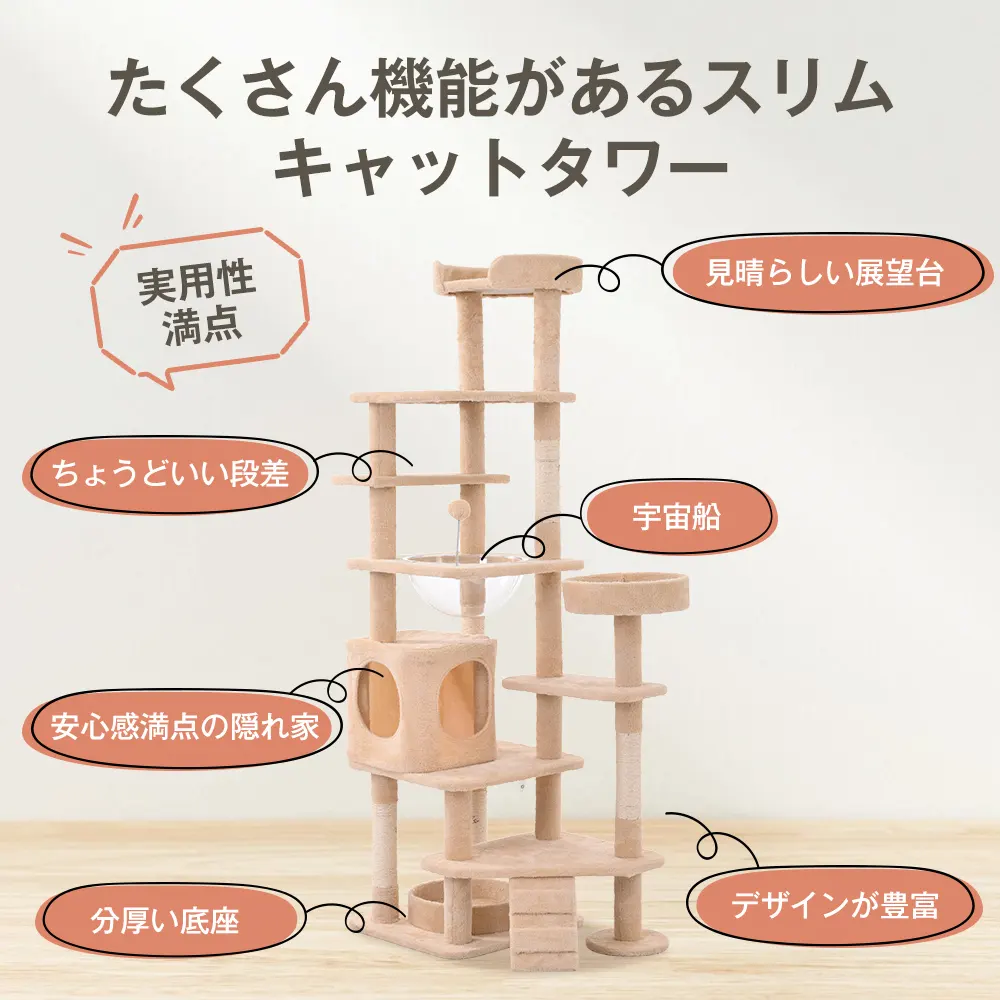 たくさん機能があるスリム
キャットタワー
実用性
満点
見晴らしい展望台
ちょうどいい段差
宇宙船
安心感満点の隠れ家
分厚い底座
デザインが豊富